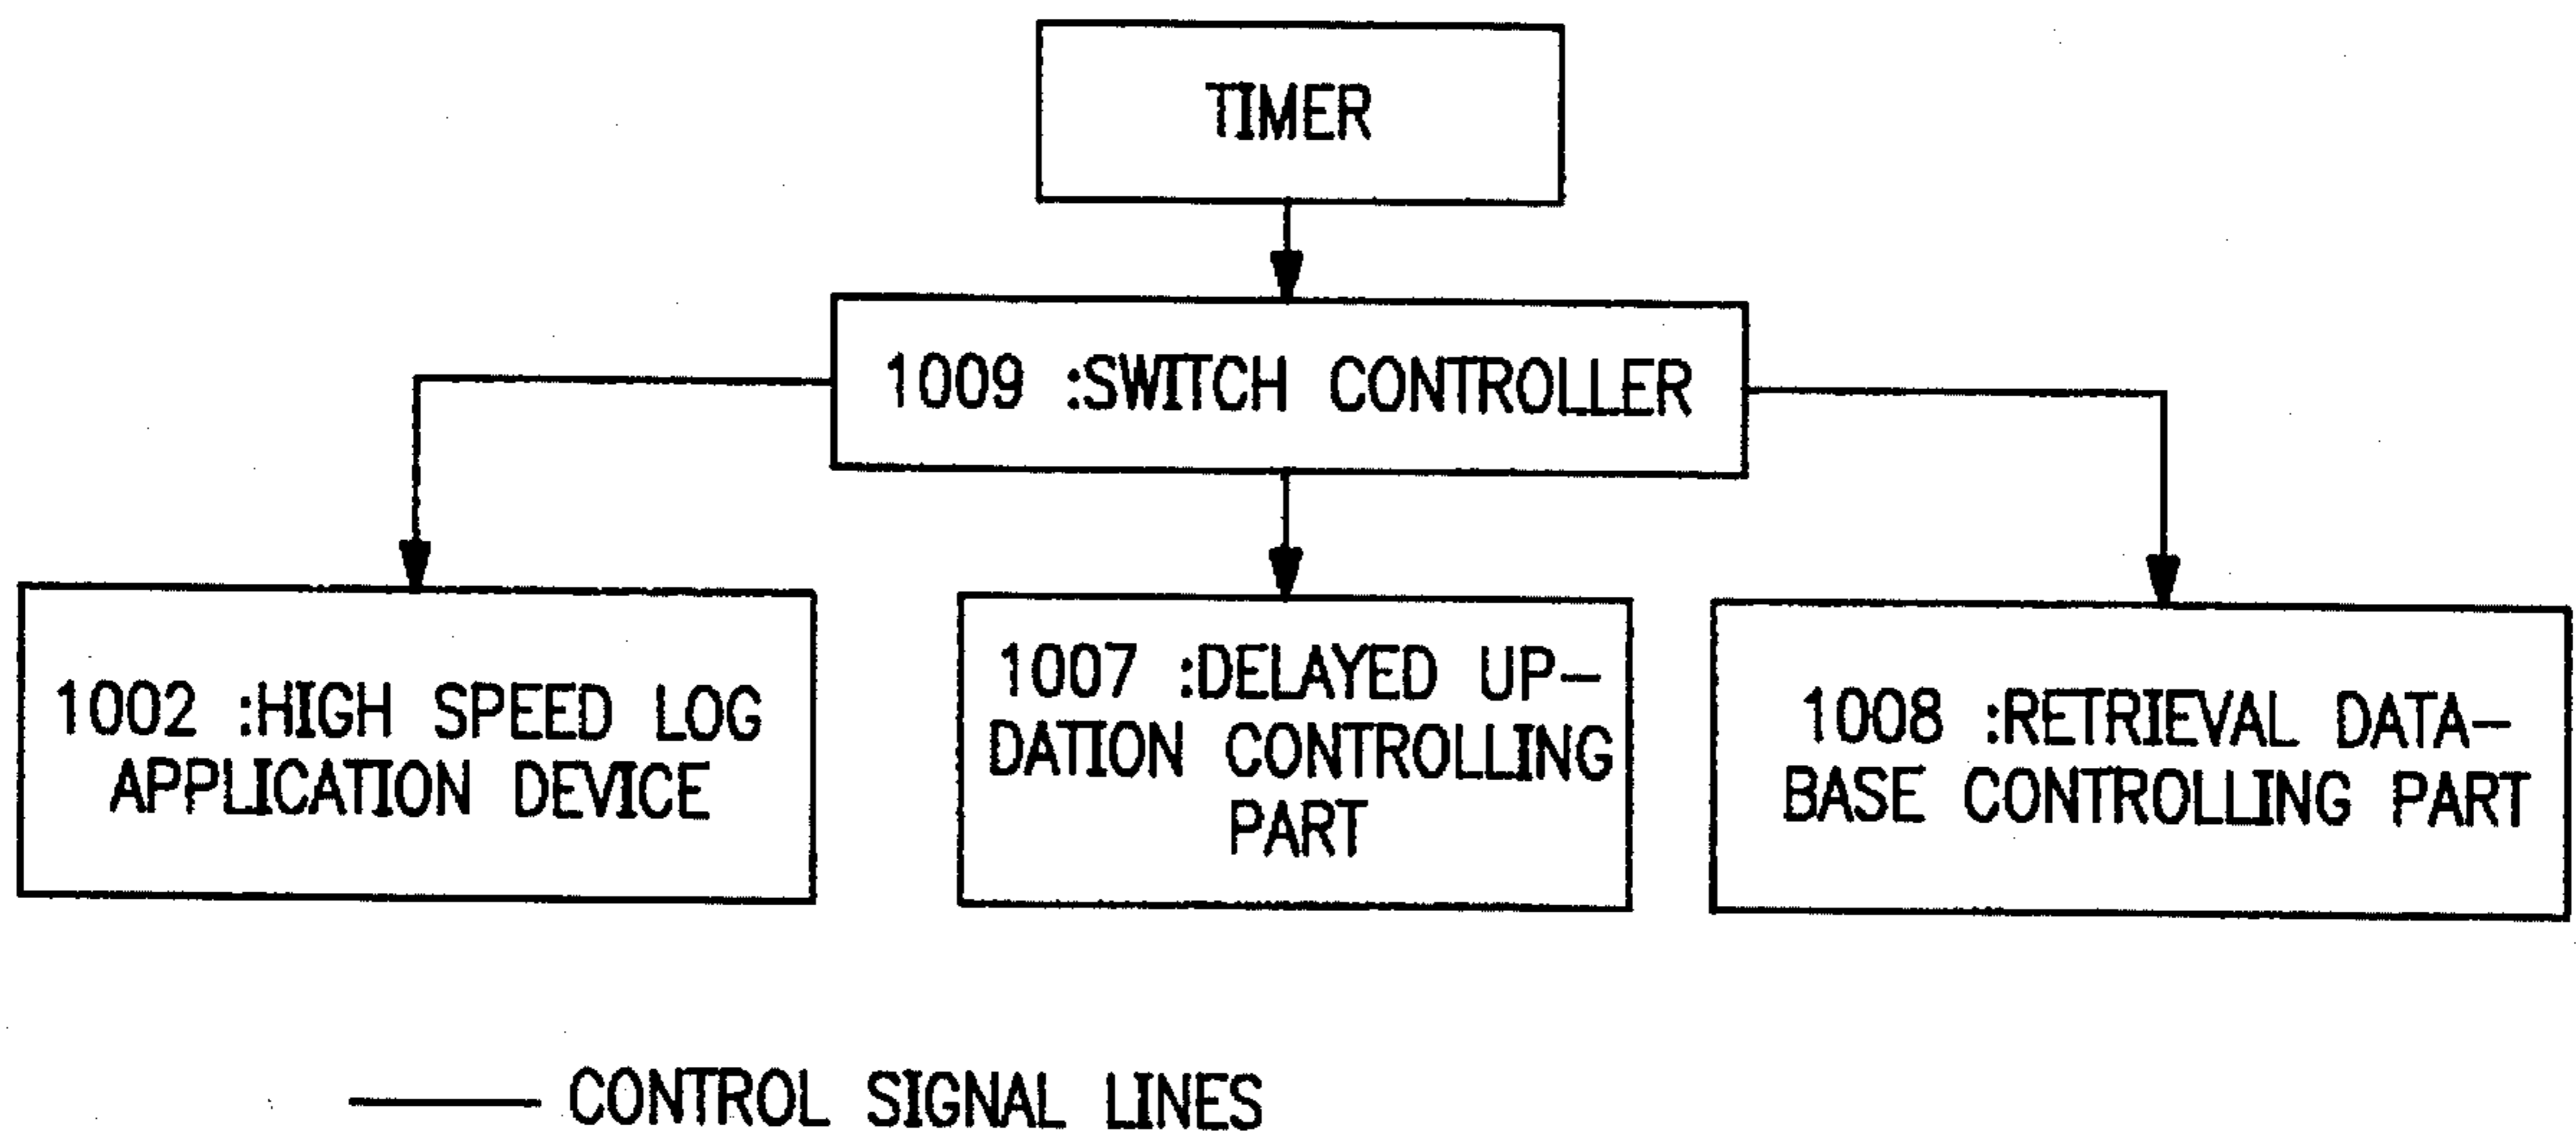 TIMER
1009 :SWITCH CONTROLLER
1002 :HIGH SPEED LOG
APPLICATION DEVICE
1007 :DELAYED UP-
DATION CONTROLLING
PART
1008 :RETRIEVAL DATA-
BASE CONTROLLING PART
CONTROL SIGNAL LINES